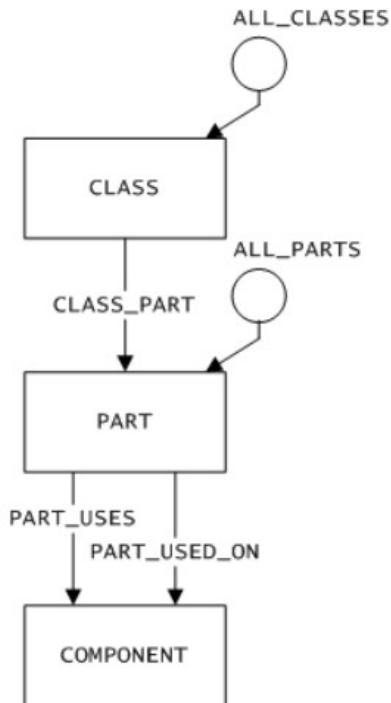 ALL_CLASSES
CLASS
ALL_PARTS
CLASS_PART
PART
PART_USES
PART_USED_ON
COMPONENT